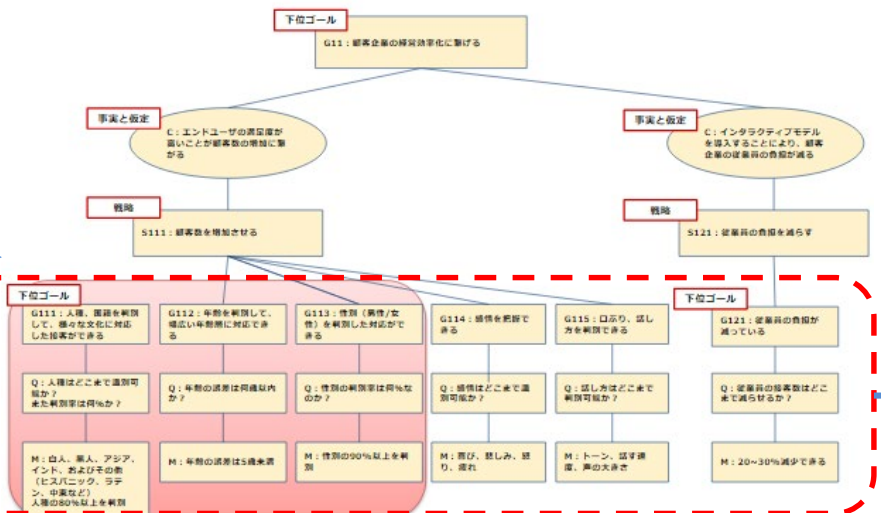 下位ゴール
G11：顧客企業の経営効率化に繋げる
事実と仮定
C：エンドユーザの満足度が
高いことが顧客数の増加に繋
がる
事実と仮定
C：インタラクティブモデル
を導入することにより、顧客
企業の従業員の負担が減る
戦略
S111：顧客数を増加させる
戦略
S121：従業員の負担を減らす
下位ゴール
G111：人種、国籍を判別
して、様々な文化に対応
した接客ができる
G112：年齢を判別して、
幅広い年齢層に対応でき
る
G113：性別（男性/女
性）を判別した対応がで
きる
G114：感情を把握で
きる
G115：口ぶり、話し
方を判別できる
下位ゴール
G121：従業員の負担が
減っている
Q：人種はどこまで識別可
能か？
また判別率は何％か？
Q：年齢の誤差は何歳以内
か？
Q：性別の判別率は何％な
のか？
Q：感情はどこまで識
別可能か？
Q：話し方はどこまで
判別可能か？
Q：従業員の接客数はどこ
まで減らせるか？
M：白人、黒人、アジア、
インド、およびその他
（ヒスパニック、ラテ
ン、中東など）
人種の80％以上を判別
M：年齢の誤差は5歳未満
M：性別の90％以上を判
別
M：喜び、悲しみ、怒
り、疲れ
M：トーン、話す速
度、声の大きさ
M：20~30％減少できる